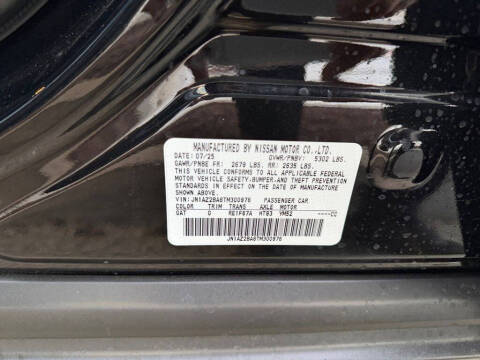 MANUFACTURED BY NISSAN MOTOR CO.,LTD.
DATE: 07/25 GVWR/PNBV: 5302 LBS.
GAWR/PNBE FR: 2679 LBS. RR: 2635 LBS.
THIS VEHICLE CONFORMS TO ALL APPLICABLE FEDERAL
MOTOR VEHICLE SAFETY,BUMPER,AND THEFT PREVENTION
STANDARDS IN EFFECT ON THE DATE OF MANUFACTURE
SHOWN ABOVE.
VIN: JN1AZ2BA6TM300976 PASSENGER CAR
COLOR TRIM TRANS AXLE MOTOR
GAT G RE1F67A HT83 YM52 ----CC
JN1AZ2BA6TM300976